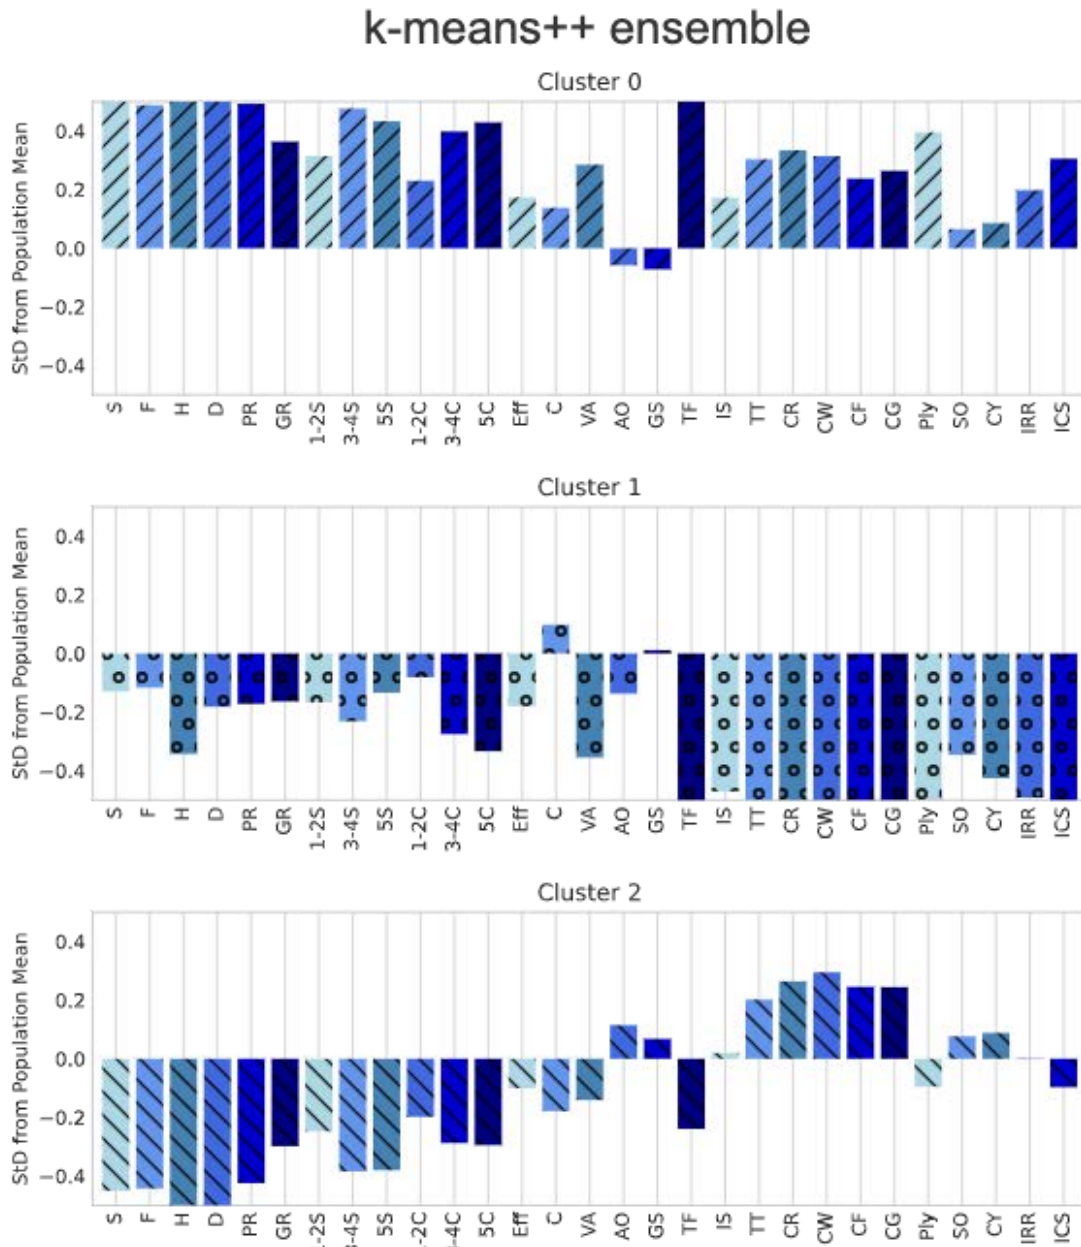 k-means++ ensemble
Cluster 0
StD from Population Mean
0.4
0.2
0.0
−0.2
−0.4
S F H D PR GR 1-2S 3-4S 5S 1-2C 3-4C 5C Eff C VA AO GS TF IS TT CR CW CF CG Ply SO CY IRR ICS
Cluster 1
StD from Population Mean
0.4
0.2
0.0
−0.2
−0.4
S F H D PR GR 1-2S 3-4S 5S 1-2C 3-4C 5C Eff C VA AO GS TF IS TT CR CW CF CG Ply SO CY IRR ICS
Cluster 2
StD from Population Mean
0.4
0.2
0.0
−0.2
−0.4
S F H D PR GR -2S -4S 5S -2C -4C 5C Eff C VA AO GS TF IS TT CR CW CF CG Ply SO CY IRR ICS